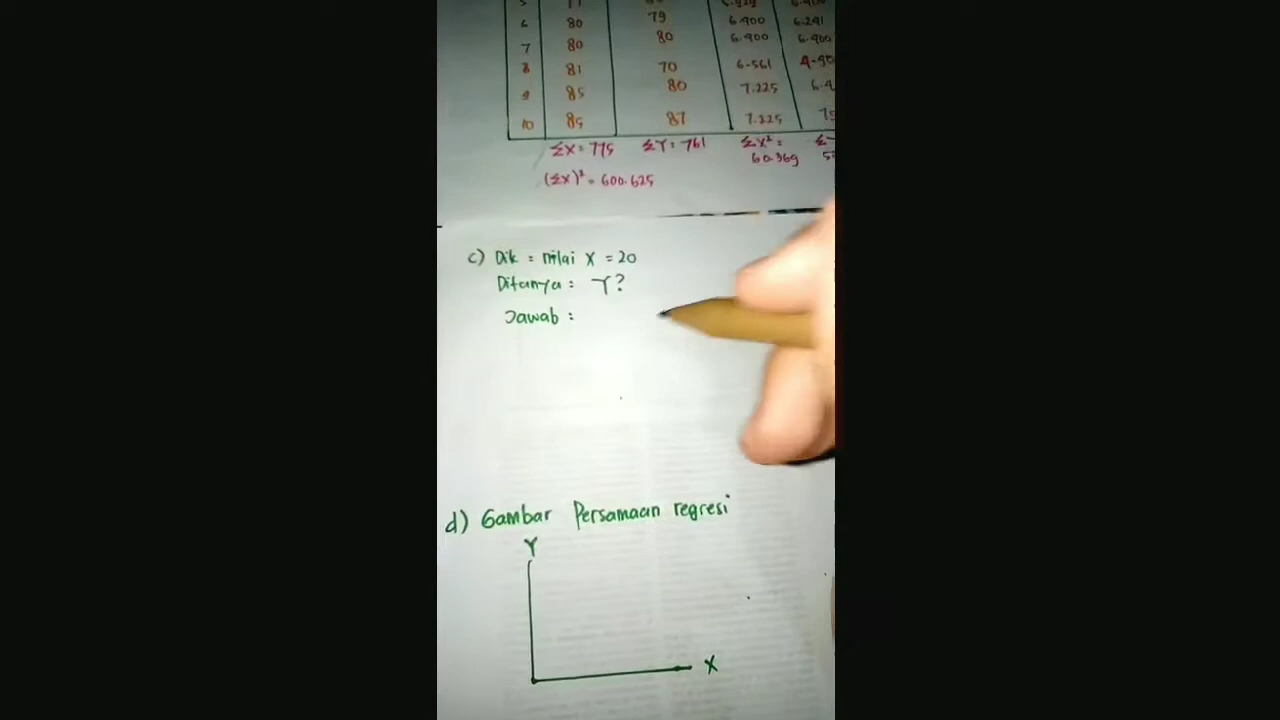 6 80 79 6.400 6.241
7 80 80 6.400 6.400
8 81 70 6.561
9 85 80 7.225
10 85 87 7.225
ΣX = 775 ΣY = 761 ΣX² =
60.369
(ΣX)² = 600.625
c) Dik = nilai X = 20
Ditanya : Y?
Jawab :
d) Gambar Persamaan regresi
Y
X